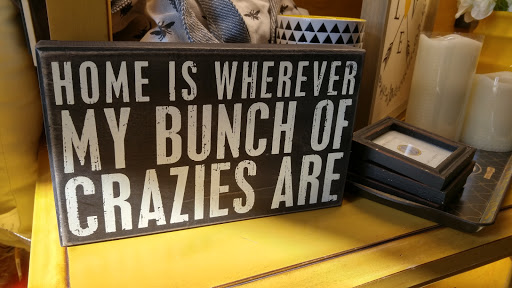 HOME IS WHEREVER
MY BUNCH OF
CRAZIES ARE